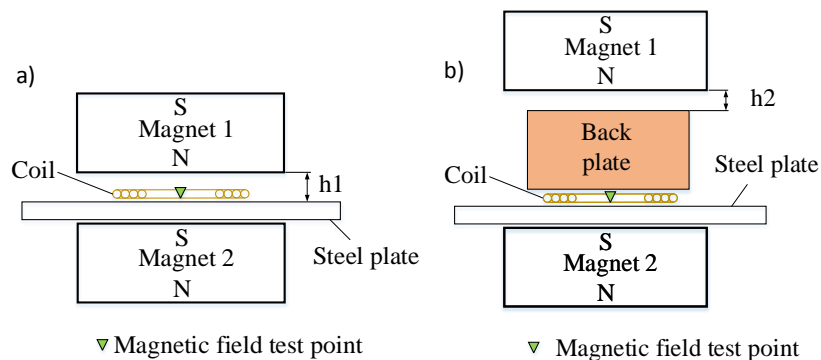 a)
S
Magnet 1
N
Coil
h1
S
Magnet 2
N
Steel plate
Magnetic field test point
b)
S
Magnet 1
N
h2
Back
plate
Steel plate
Coil
S
Magnet 2
N
Magnetic field test point